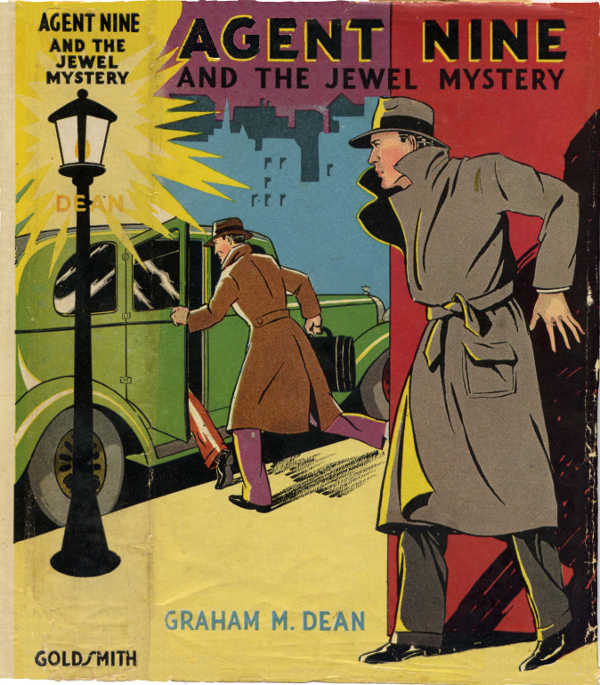 AGENT NINE
AND THE
JEWEL
MYSTERY
DEAN
GOLDSMITH
AGENT NINE
AND THE JEWEL MYSTERY
GRAHAM M. DEAN